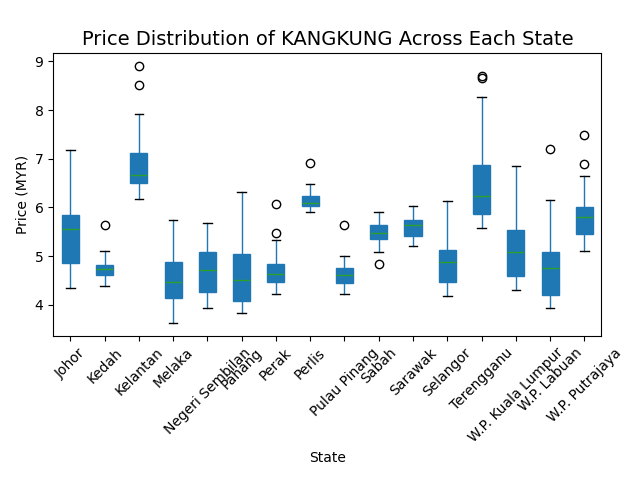 Price Distribution of KANGKUNG Across Each State
Price (MYR)
9
8
7
6
5
4
Johor
Kedah
Kelantan
Melaka
Negeri Sembilan
Pahang
Perak
Perlis
Pulau Pinang
Sabah
Sarawak
Selangor
Terengganu
W.P. Kuala Lumpur
W.P. Labuan
W.P. Putrajaya
State